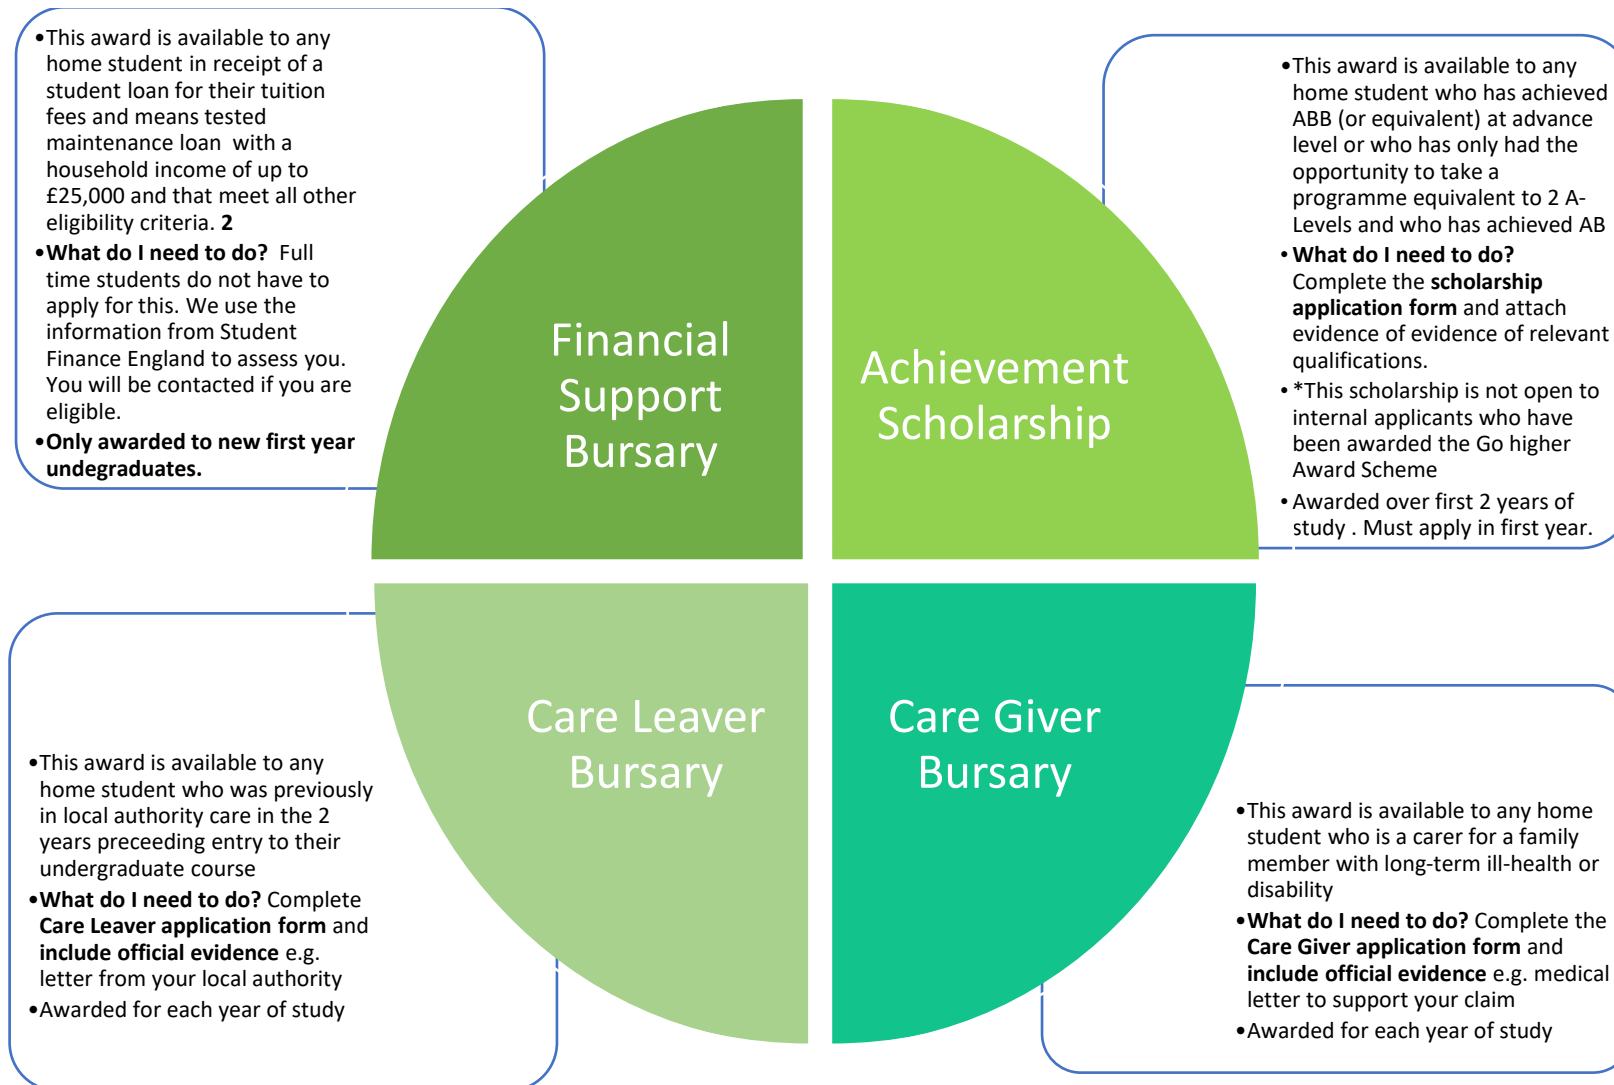 •This award is available to any
home student in receipt of a
student loan for their tuition
fees and means tested
maintenance loan with a
household income of up to
£25,000 and that meet all other
eligibility criteria. 2
•What do I need to do? Full
time students do not have to
apply for this. We use the
information from Student
Finance England to assess you.
You will be contacted if you are
eligible.
•Only awarded to new first year
undegraduates.
Financial
Support
Bursary
Achievement
Scholarship
•This award is available to any
home student who has achieved
ABB (or equivalent) at advance
level or who has only had the
opportunity to take a
programme equivalent to 2 A-
Levels and who has achieved AB
•What do I need to do?
Complete the scholarship
application form and attach
evidence of evidence of relevant
qualifications.
•*This scholarship is not open to
internal applicants who have
been awarded the Go higher
Award Scheme
•Awarded over first 2 years of
study . Must apply in first year.
•This award is available to any
home student who was previously
in local authority care in the 2
years preceeding entry to their
undergraduate course
•What do I need to do? Complete
Care Leaver application form and
include official evidence e.g.
letter from your local authority
•Awarded for each year of study
Care Leaver
Bursary
Care Giver
Bursary
•This award is available to any home
student who is a carer for a family
member with long-term ill-health or
disability
•What do I need to do? Complete the
Care Giver application form and
include official evidence e.g. medical
letter to support your claim
•Awarded for each year of study